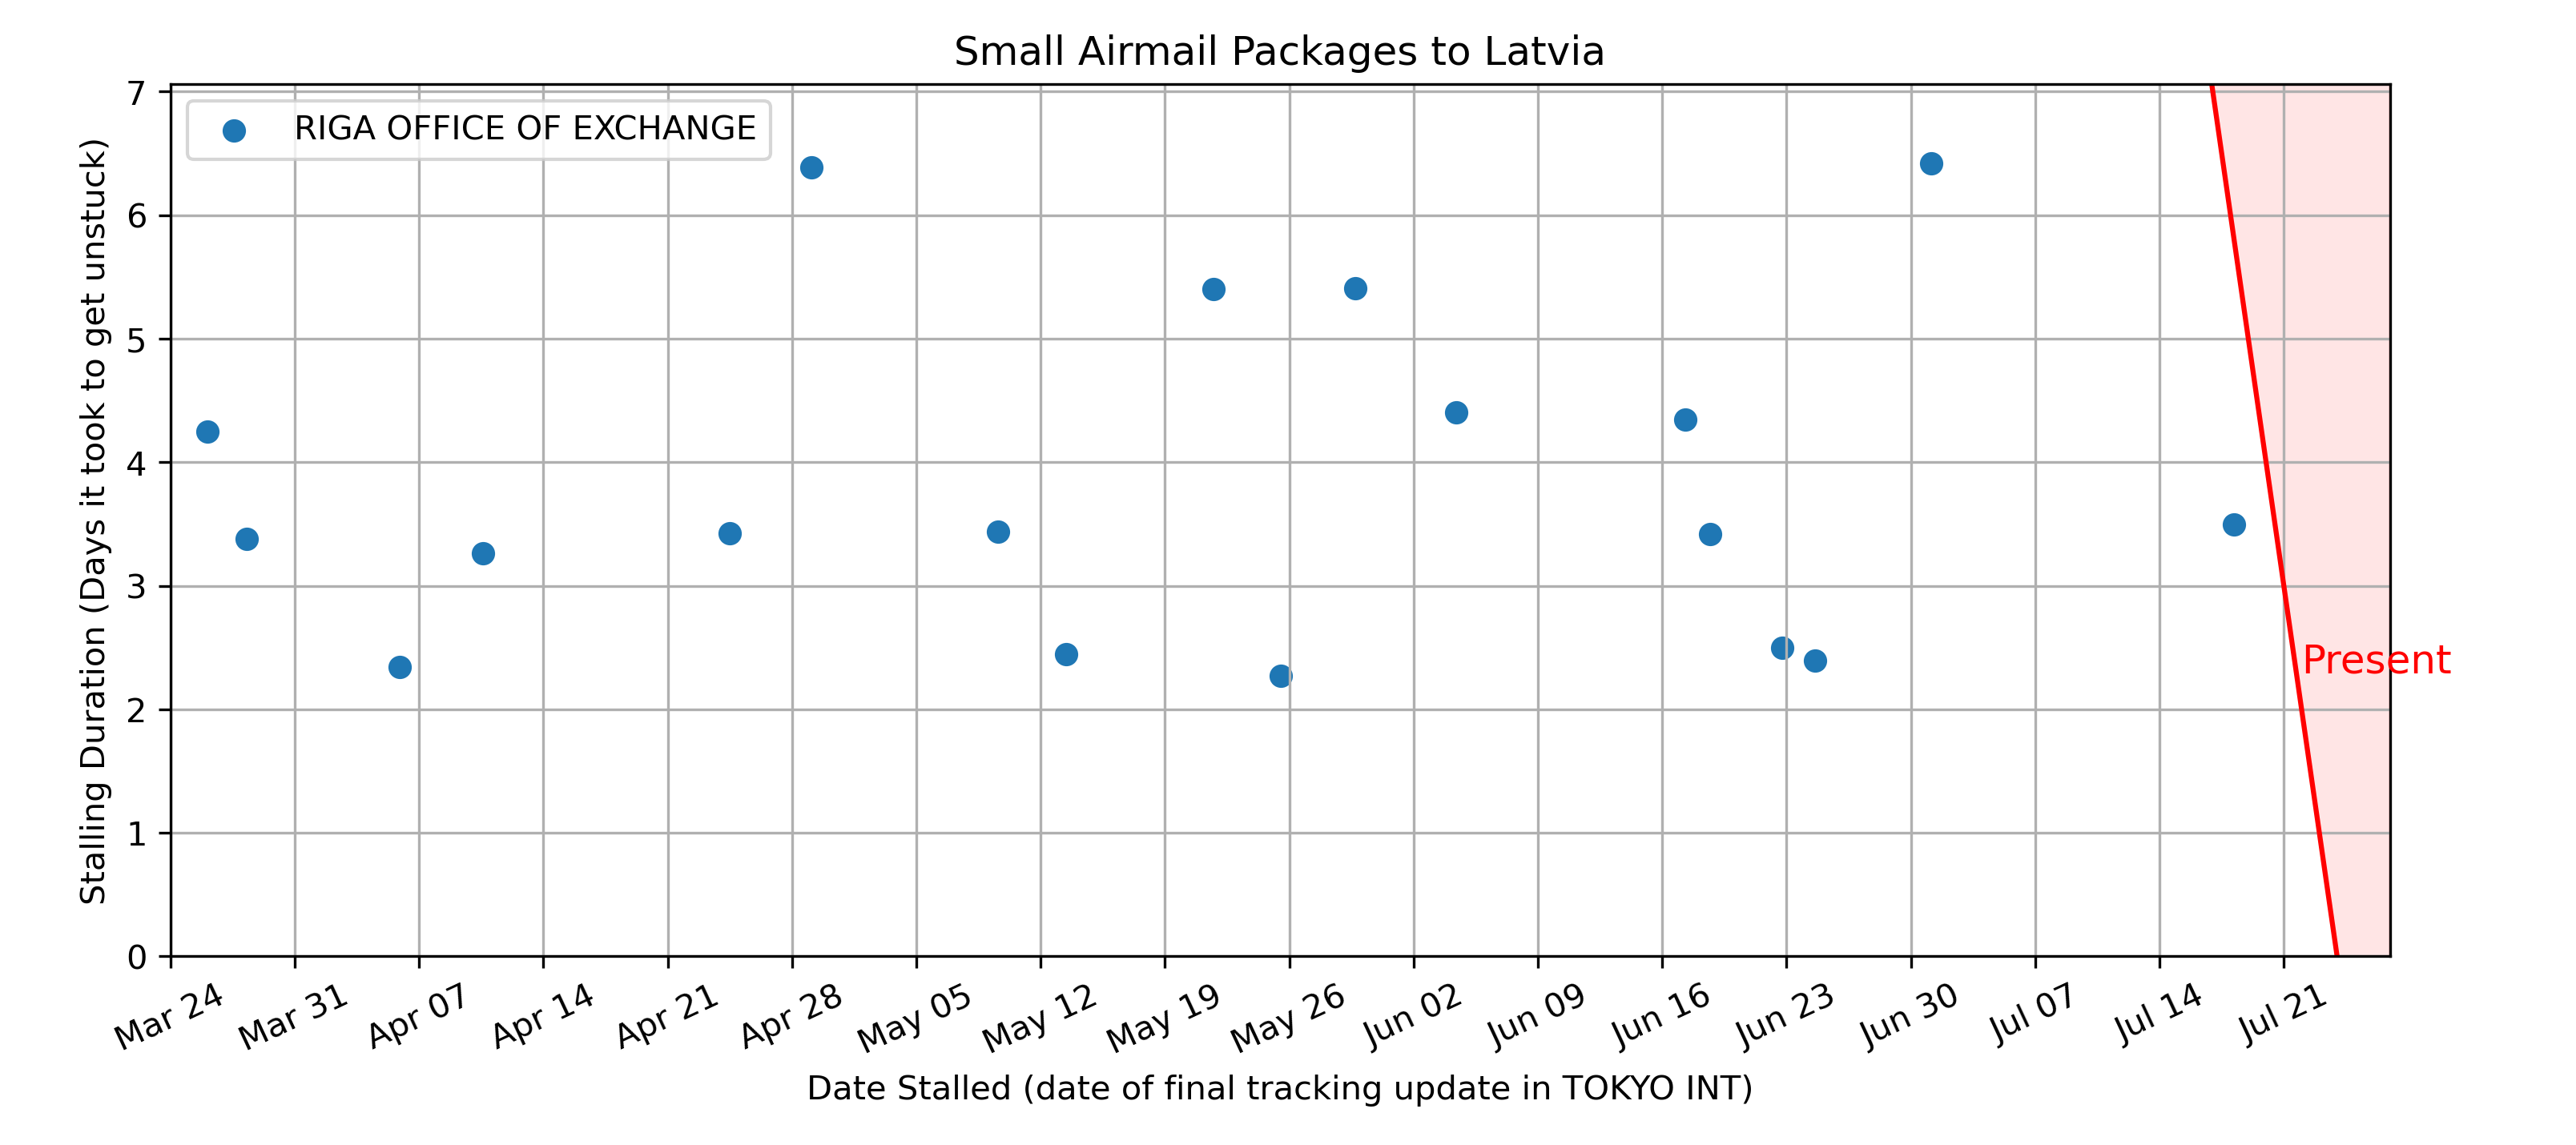 Small Airmail Packages to Latvia
RIGA OFFICE OF EXCHANGE
Stalling Duration (Days it took to get unstuck)
7
6
5
4
3
2
1
0
Present
Mar 24
Mar 31
Apr 07
Apr 14
Apr 21
Apr 28
May 05
May 12
May 19
May 26
Jun 02
Jun 09
Jun 16
Jun 23
Jun 30
Jul 07
Jul 14
Jul 21
Date Stalled (date of final tracking update in TOKYO INT)